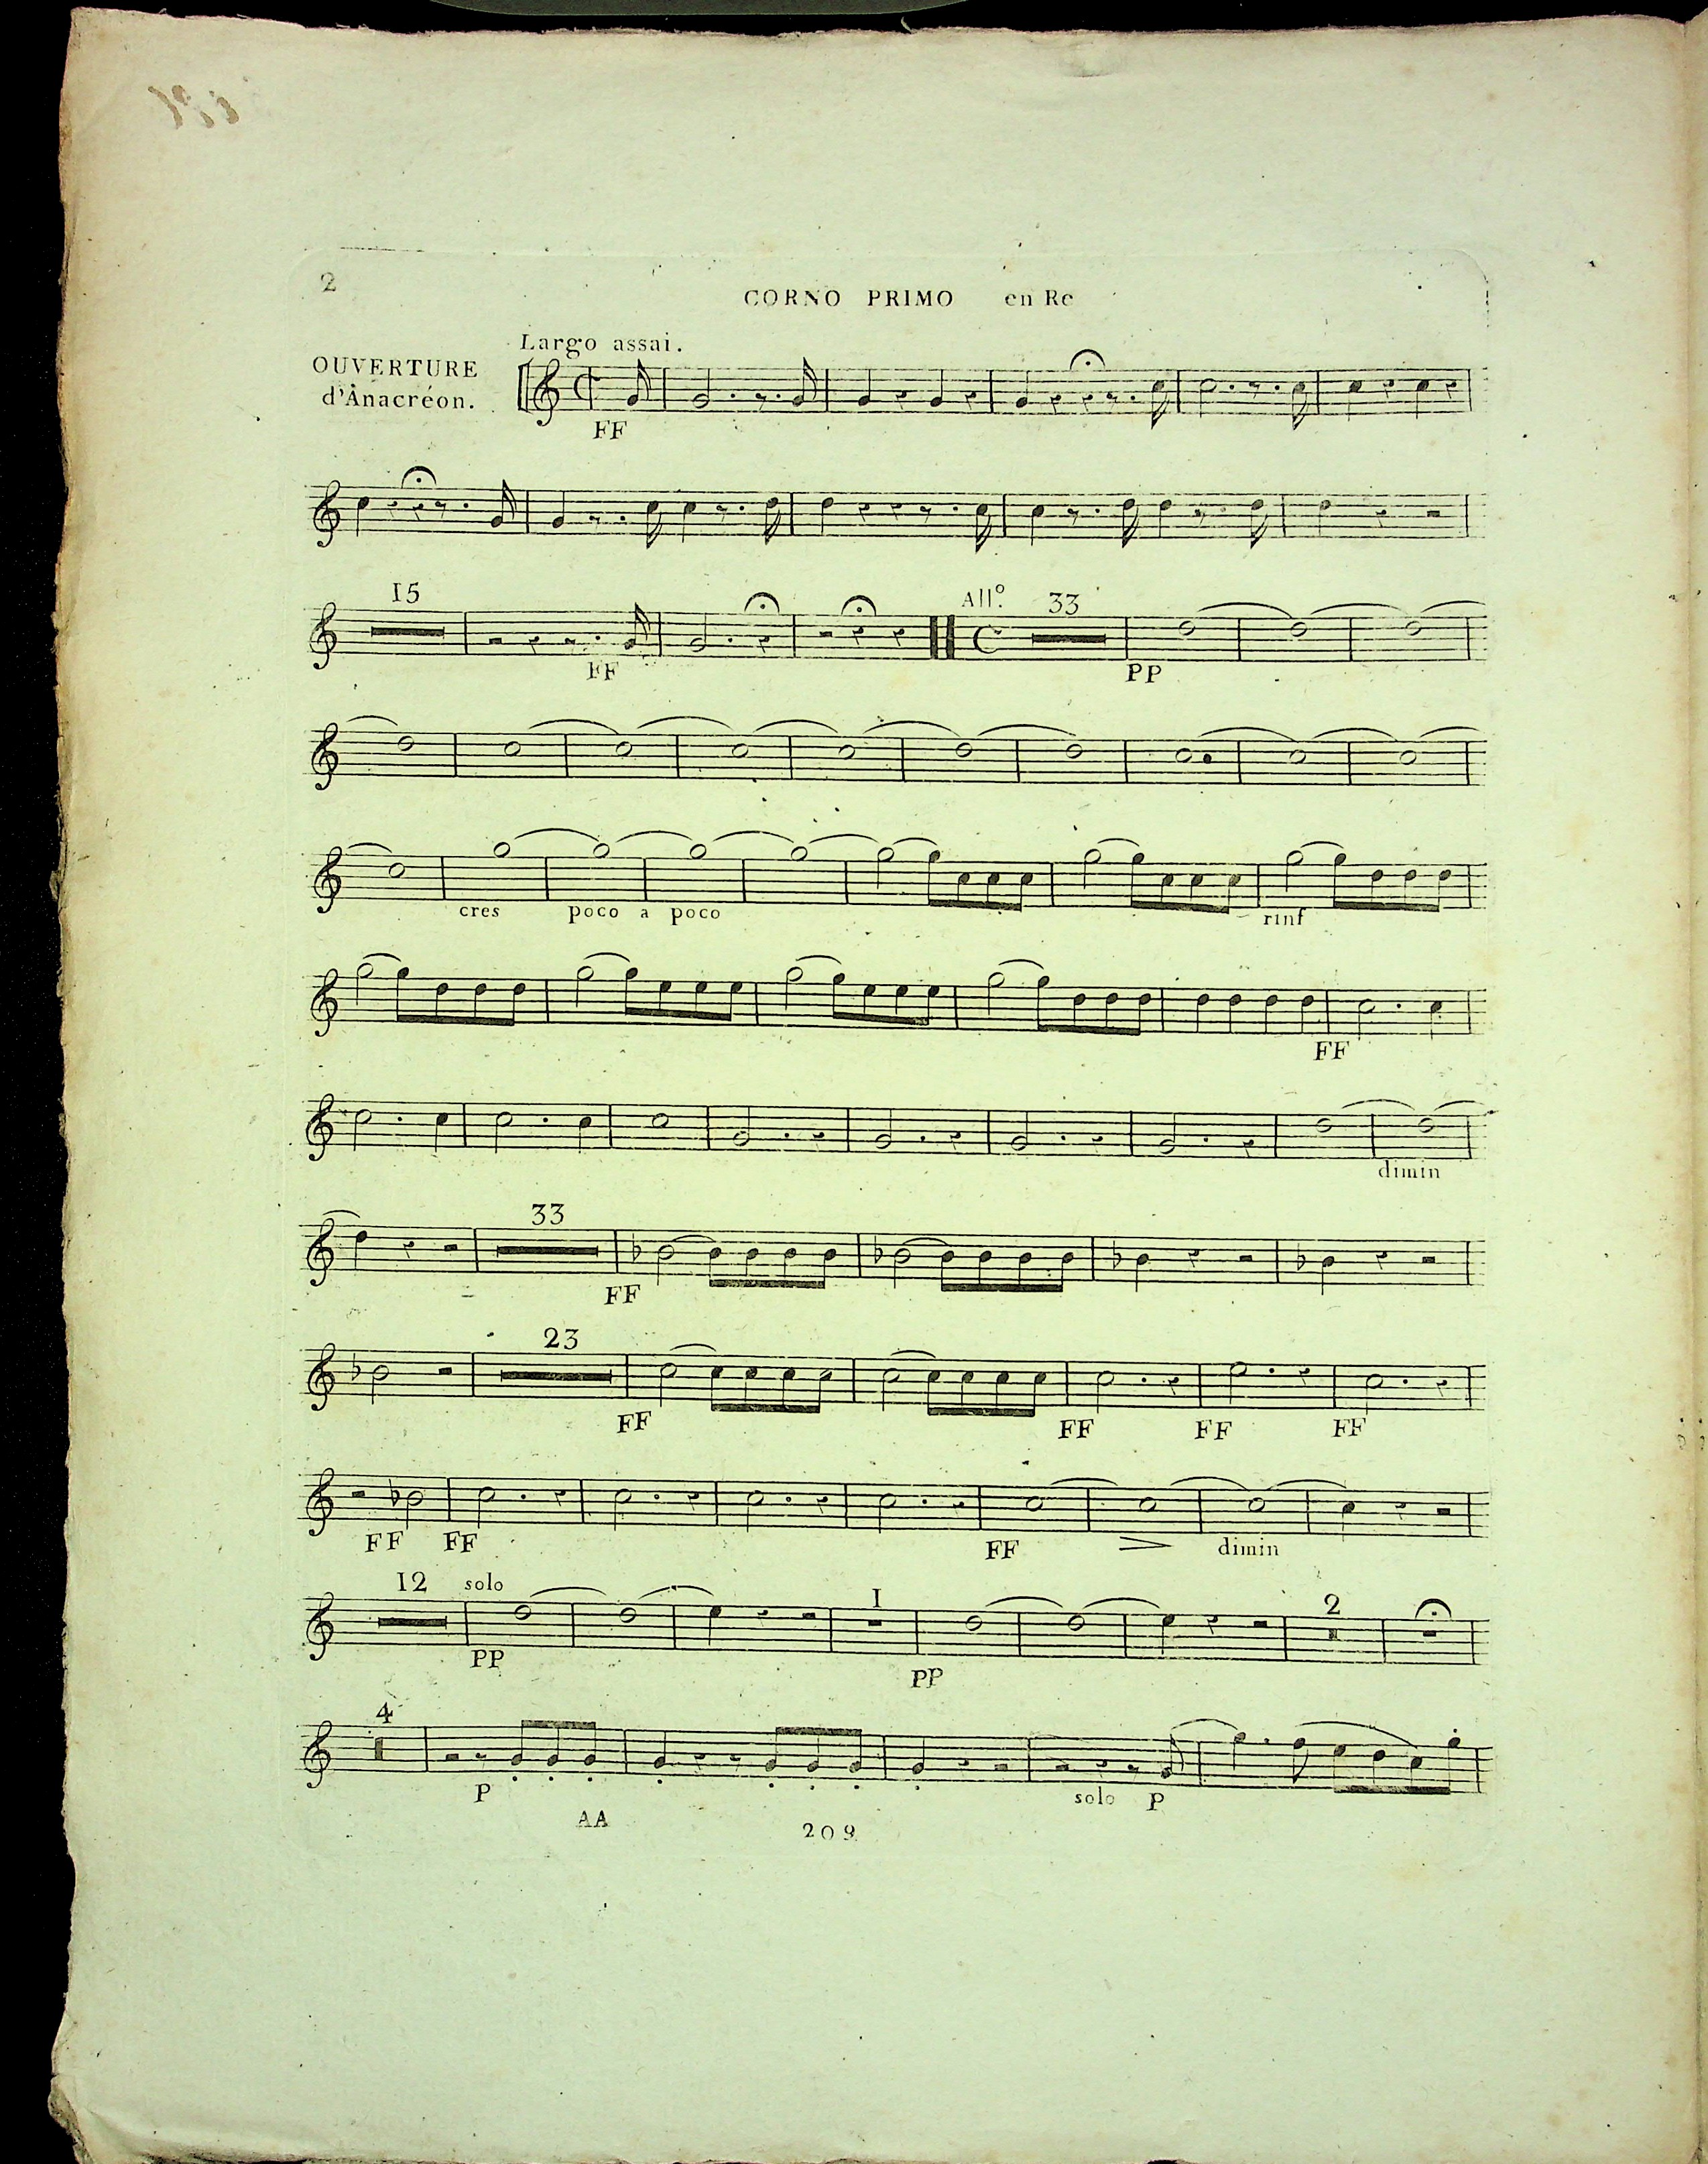 2
CORNO PRIMO en Re
Largo assai.
OUVERTURE
d'Ànacréon.
FF
15
All.º 33
FF
PP
cres poco a poco rinf
FF
dimin
33
FF
23
FF FF FF FF
FF FF FF dimin
12 solo 1 2
PP PP
4
P solo P
AA 209